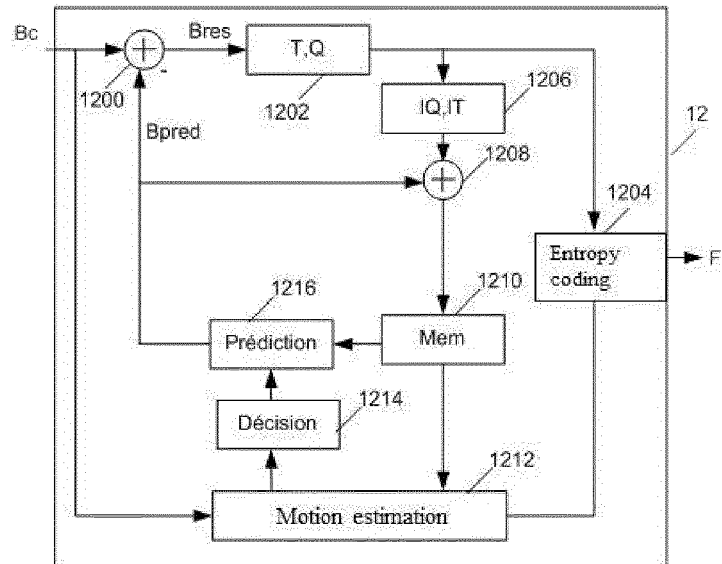 Bc
Bres
T,Q
1200
-
1202
1206
IQ,IT
12
Bpred
1208
1204
Entropy
coding
F
1216
1210
Prédiction
Mem
1214
Décision
1212
Motion estimation